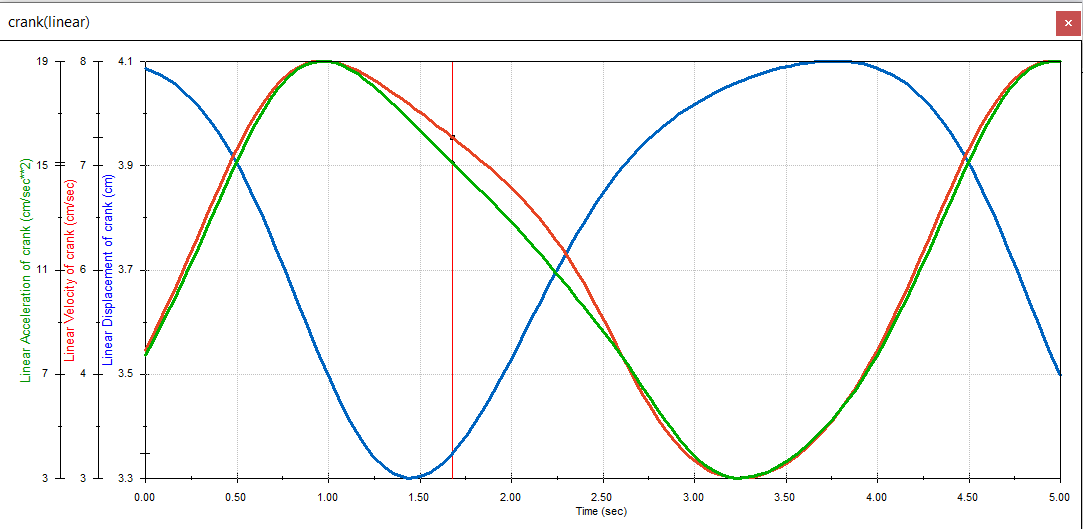 crank(linear)
Linear Acceleration of crank (cm/sec**2)
19
15
11
7
3
Linear Velocity of crank (cm/sec)
8
7
6
4
3
Linear Displacement of crank (cm)
4.1
3.9
3.7
3.5
3.3
0.00 0.50 1.00 1.50 2.00 2.50 3.00 3.50 4.00 4.50 5.00
Time (sec)